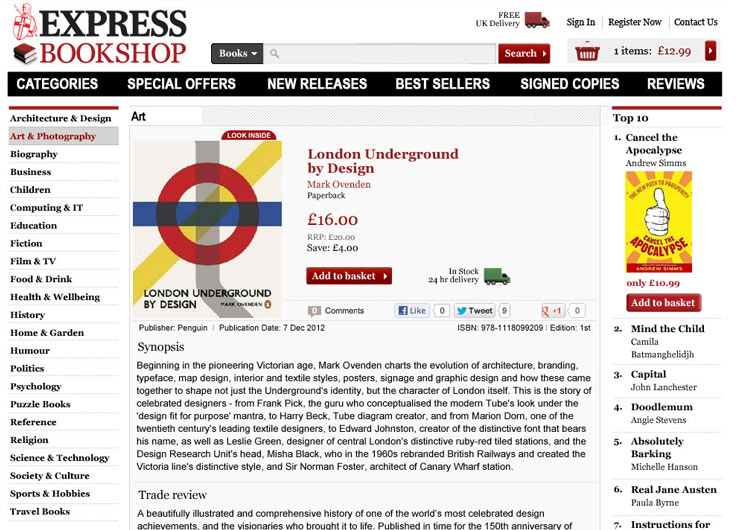 EXPRESS
BOOKSHOP
FREE
UK Delivery
Sign In
Register Now
Contact Us
Books
Search
1 items: £12.99
CATEGORIES
SPECIAL OFFERS
NEW RELEASES
BEST SELLERS
SIGNED COPIES
REVIEWS
Architecture & Design
Art & Photography
Biography
Business
Children
Computing & IT
Education
Fiction
Film & TV
Food & Drink
Health & Wellbeing
History
Home & Garden
Humour
Politics
Psychology
Puzzle Books
Reference
Religion
Science & Technology
Society & Culture
Sports & Hobbies
Travel Books
Art
LOOK INSIDE
LONDON UNDERGROUND
BY DESIGN
MARK OVENDEN
London Underground
by Design
Mark Ovenden
Paperback
£16.00
RRP: £20.00
Save: £4.00
Add to basket
In Stock
24 hr delivery
0 Comments
Like 0
Tweet 9
+1 0
Publisher: Penguin | Publication Date: 7 Dec 2012
ISBN: 978-1118099209 | Edition: 1st
Synopsis
Beginning in the pioneering Victorian age, Mark Ovenden charts the evolution of architecture, branding,
typeface, map design, interior and textile styles, posters, signage and graphic design and how these came
together to shape not just the Underground's identity, but the character of London itself. This is the story of
celebrated designers - from Frank Pick, the guru who conceptualised the modern Tube's look under the
'design fit for purpose' mantra, to Harry Beck, Tube diagram creator, and from Marion Dorn, one of the
twentieth century's leading textile designers, to Edward Johnston, creator of the distinctive font that bears
his name, as well as Leslie Green, designer of central London's distinctive ruby-red tiled stations, and the
Design Research Unit's head, Misha Black, who in the 1960s rebranded British Railways and created the
Victoria line's distinctive style, and Sir Norman Foster, architect of Canary Wharf station.
Trade review
A beautifully illustrated and comprehensive history of one of the world's most celebrated design
achievements, and the visionaries who brought it to life. Published in time for the 150th anniversary of
Top 10
1. Cancel the
Apocalypse
Andrew Simms
THE NEW PATH TO PROSPERITY
CANCEL THE
APOCALYPSE
ANDREW SIMMS
only £10.99
Add to basket
2. Mind the Child
Camila
Batmanghelidjh
3. Capital
John Lanchester
4. Doodlemum
Angie Stevens
5. Absolutely
Barking
Michelle Hanson
6. Real Jane Austen
Paula Byrne
7. Instructions for